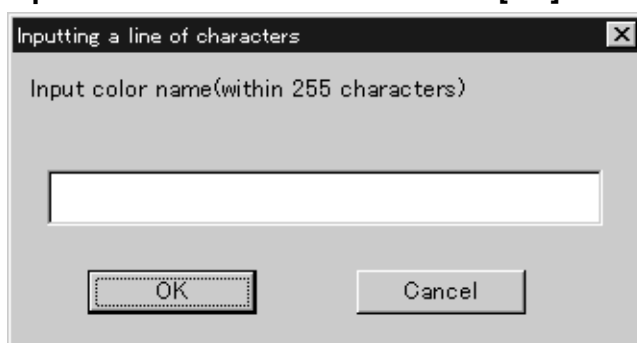 Inputting a line of characters
Input color name(within 255 characters)
OK
Cancel